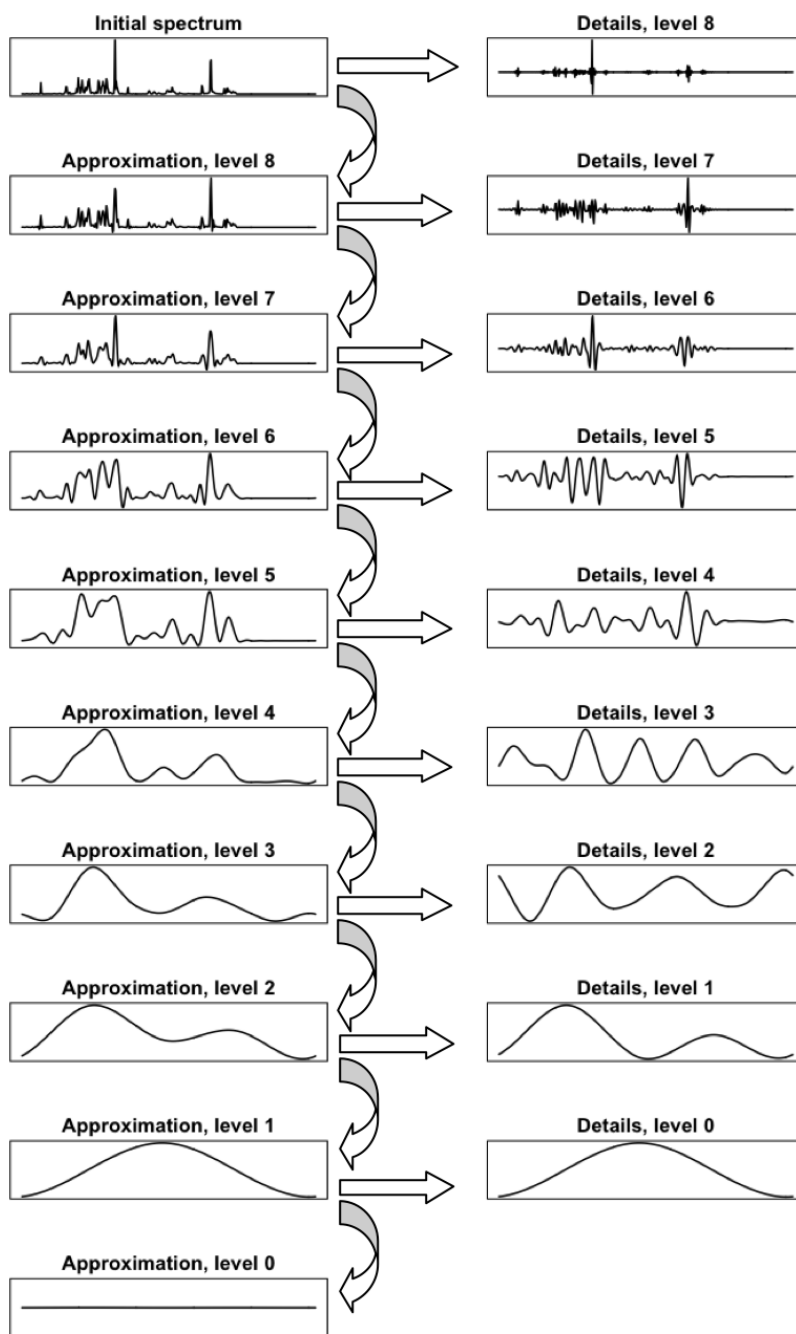 Initial spectrum
Details, level 8
Approximation, level 8
Details, level 7
Approximation, level 7
Details, level 6
Approximation, level 6
Details, level 5
Approximation, level 5
Details, level 4
Approximation, level 4
Details, level 3
Approximation, level 3
Details, level 2
Approximation, level 2
Details, level 1
Approximation, level 1
Details, level 0
Approximation, level 0